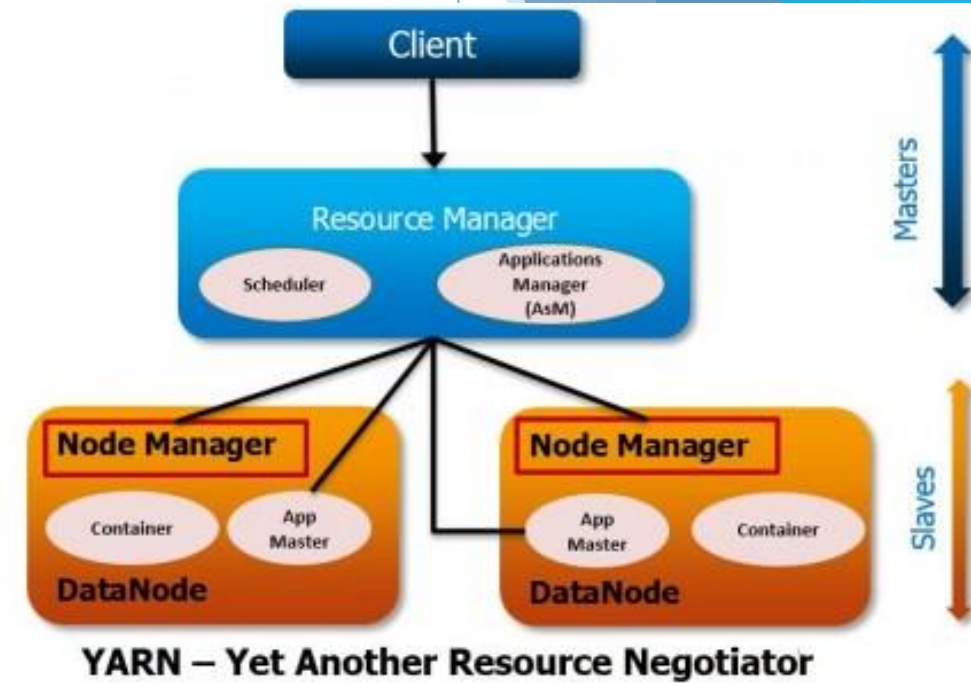 Client
Masters
Resource Manager
Scheduler
Applications
Manager
(AsM)
Slaves
Node Manager
Container
App
Master
DataNode
Node Manager
App
Master
Container
DataNode
YARN – Yet Another Resource Negotiator